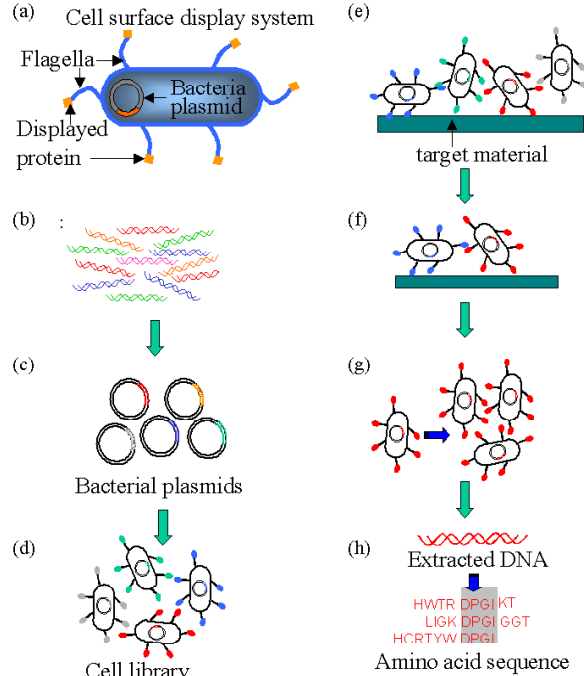 (a)
Cell surface display system
Flagella
Bacteria
plasmid
Displayed
protein
(b)
:
(c)
Bacterial plasmids
(d)
Cell library
(e)
target material
(f)
(g)
(h)
Extracted DNA
HWTR DPGI KT
LIGK DPGI GGT
HCRTYW DPGI
Amino acid sequence